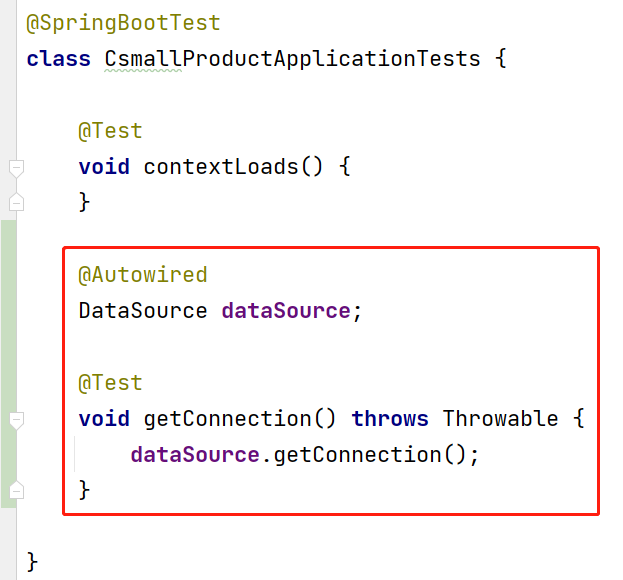 @SpringBootTest
class CsmallProductApplicationTests {
@Test
void contextLoads() {
}
@Autowired
DataSource dataSource;
@Test
void getConnection() throws Throwable {
dataSource.getConnection();
}
}